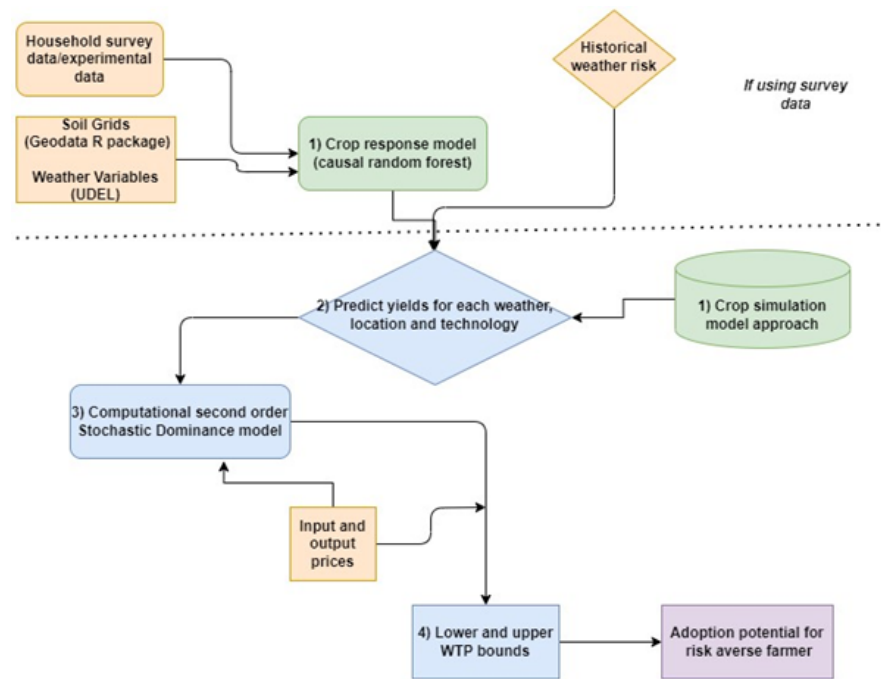 Household survey
data/experimental
data
Historical
weather risk
If using survey
data
Soil Grids
(Geodata R package)
Weather Variables
(UDEL)
1) Crop response model
(causal random forest)
2) Predict yields for each weather,
location and technology
1) Crop simulation
model approach
3) Computational second order
Stochastic Dominance model
Input and
output
prices
4) Lower and upper
WTP bounds
Adoption potential for
risk averse farmer